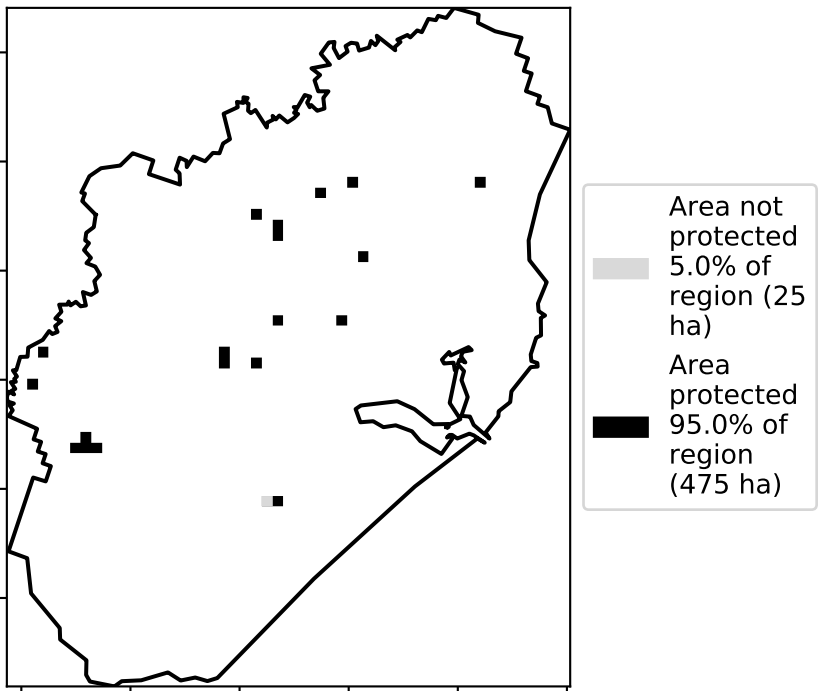 Area not
protected
5.0% of
region (25
ha)
Area
protected
95.0% of
region
(475 ha)